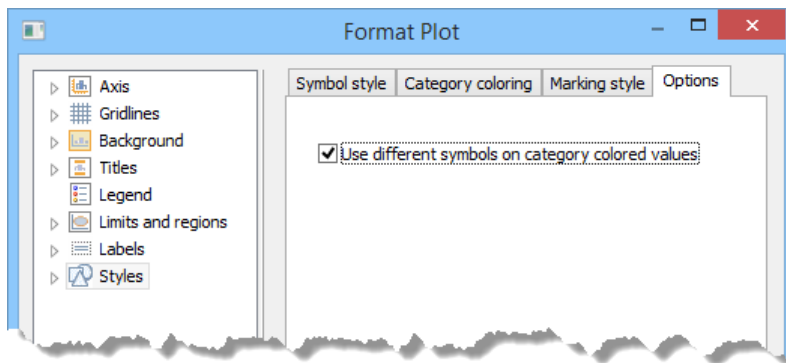 Format Plot
Symbol style Category coloring Marking style Options
Axis
Gridlines
Background
Titles
Legend
Limits and regions
Labels
Styles
Use different symbols on category colored values